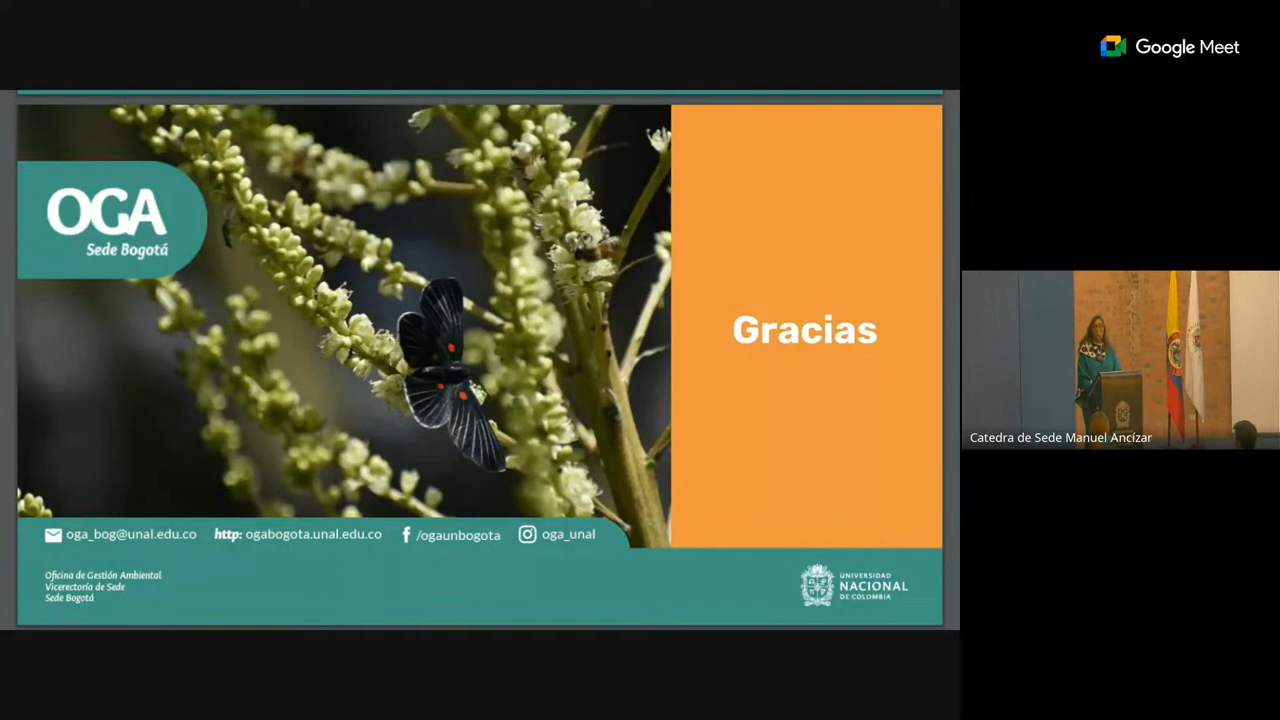 Google Meet
OGA
Sede Bogotá
Gracias
oga_bog@unal.edu.co http: ogabogota.unal.edu.co /ogaunbogota oga_unal
Oficina de Gestión Ambiental
Vicerectoría de Sede
Sede Bogotá
UNIVERSIDAD
NACIONAL
DE COLOMBIA
Catedra de Sede Manuel Ancízar